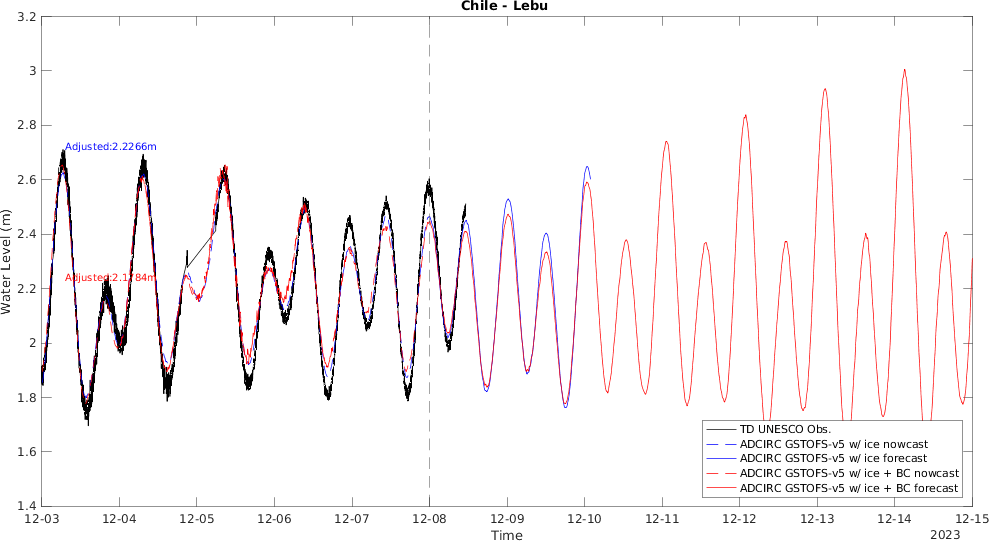 Chile - Lebu
3.2
3
2.8
2.6
2.4
2.2
2
1.8
1.6
1.4
Water Level (m)
Adjusted:2.2266m
Adjusted:2.1784m
TD UNESCO Obs.
ADCIRC GSTOFS-v5 w/ ice nowcast
ADCIRC GSTOFS-v5 w/ ice forecast
ADCIRC GSTOFS-v5 w/ ice + BC nowcast
ADCIRC GSTOFS-v5 w/ ice + BC forecast
12-03 12-04 12-05 12-06 12-07 12-08 12-09 12-10 12-11 12-12 12-13 12-14 12-15
Time
2023